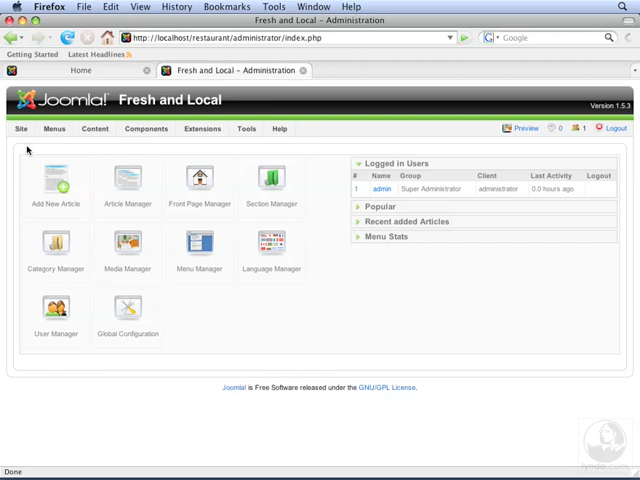 Firefox File Edit View History Bookmarks Tools Window Help
Fresh and Local - Administration
http://localhost/restaurant/administrator/index.php
Google
Getting Started Latest Headlines
Home Fresh and Local - Administration
Joomla! Fresh and Local
Version 1.5.3
Site Menus Content Components Extensions Tools Help Preview 0 1 Logout
Logged in Users
# Name Group Client Last Activity Logout
1 admin Super Administrator administrator 0.0 hours ago
Popular
Recent added Articles
Menu Stats
Add New Article Article Manager Front Page Manager Section Manager
Category Manager Media Manager Menu Manager Language Manager
User Manager Global Configuration
Joomla! is Free Software released under the GNU/GPL License.
lynda.com
Done